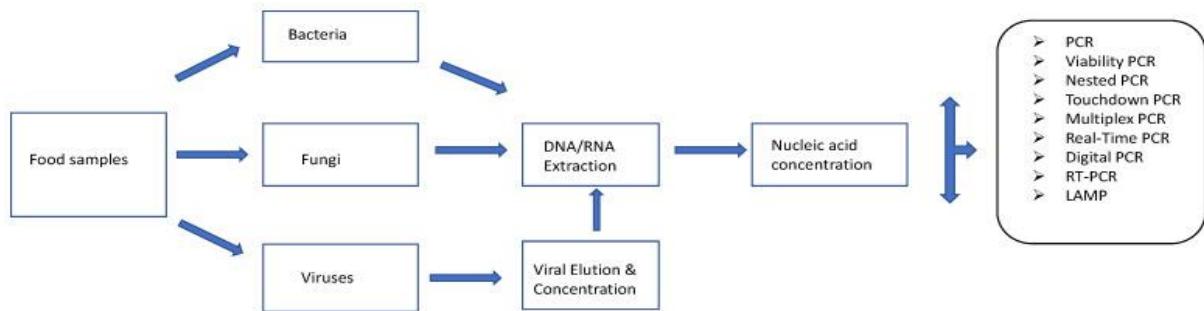 Food samples
Bacteria
Fungi
Viruses
DNA/RNA
Extraction
Viral Elution &
Concentration
Nucleic acid
concentration
➢ PCR
➢ Viability PCR
➢ Nested PCR
➢ Touchdown PCR
➢ Multiplex PCR
➢ Real-Time PCR
➢ Digital PCR
➢ RT-PCR
➢ LAMP